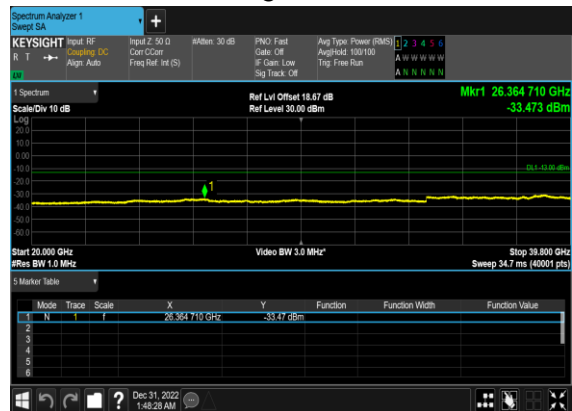 Spectrum Analyzer 1
Swept SA
+
KEYSIGHT Input: RF Input Z: 50 Ω #Atten: 30 dB PNO: Fast Avg Type: Power (RMS) 1 2 3 4 5 6
R T Coupling: DC Corr CCorr Gate: Off Avg|Hold: 100/100 A W W W W W
Align: Auto Freq Ref: Int (S) IF Gain: Low Trig: Free Run
Sig Track: Off A N N N N N
1 Spectrum Ref Lvl Offset 18.67 dB Mkr1 26.364 710 GHz
Scale/Div 10 dB Ref Level 30.00 dBm -33.473 dBm
Log
20.0
10.0
0.00
-10.0 DL1 -13.00 dBm
-20.0
1
-30.0
-40.0
-50.0
-60.0
Start 20.000 GHz Video BW 3.0 MHz* Stop 39.800 GHz
#Res BW 1.0 MHz Sweep 34.7 ms (40001 pts)
5 Marker Table
Mode Trace Scale X Y Function Function Width Function Value
1 N 1 f 26.364 710 GHz -33.47 dBm
2
3
4
5
6
? Dec 31, 2022
1:48:28 AM